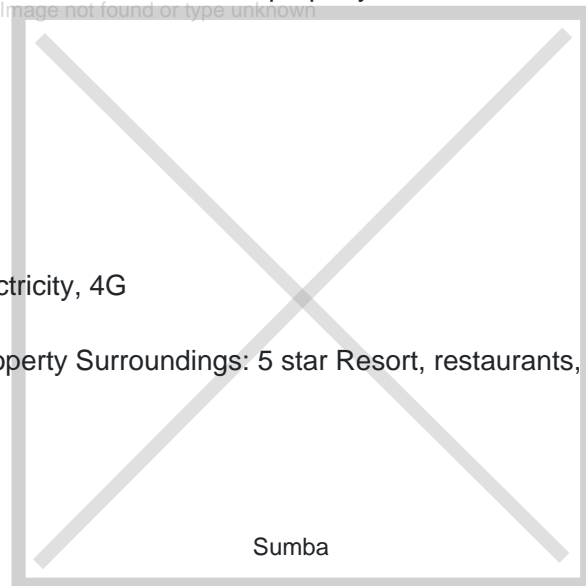 Image not found or type unknown
ctricity, 4G
operty Surroundings: 5 star Resort, restaurants,
Sumba